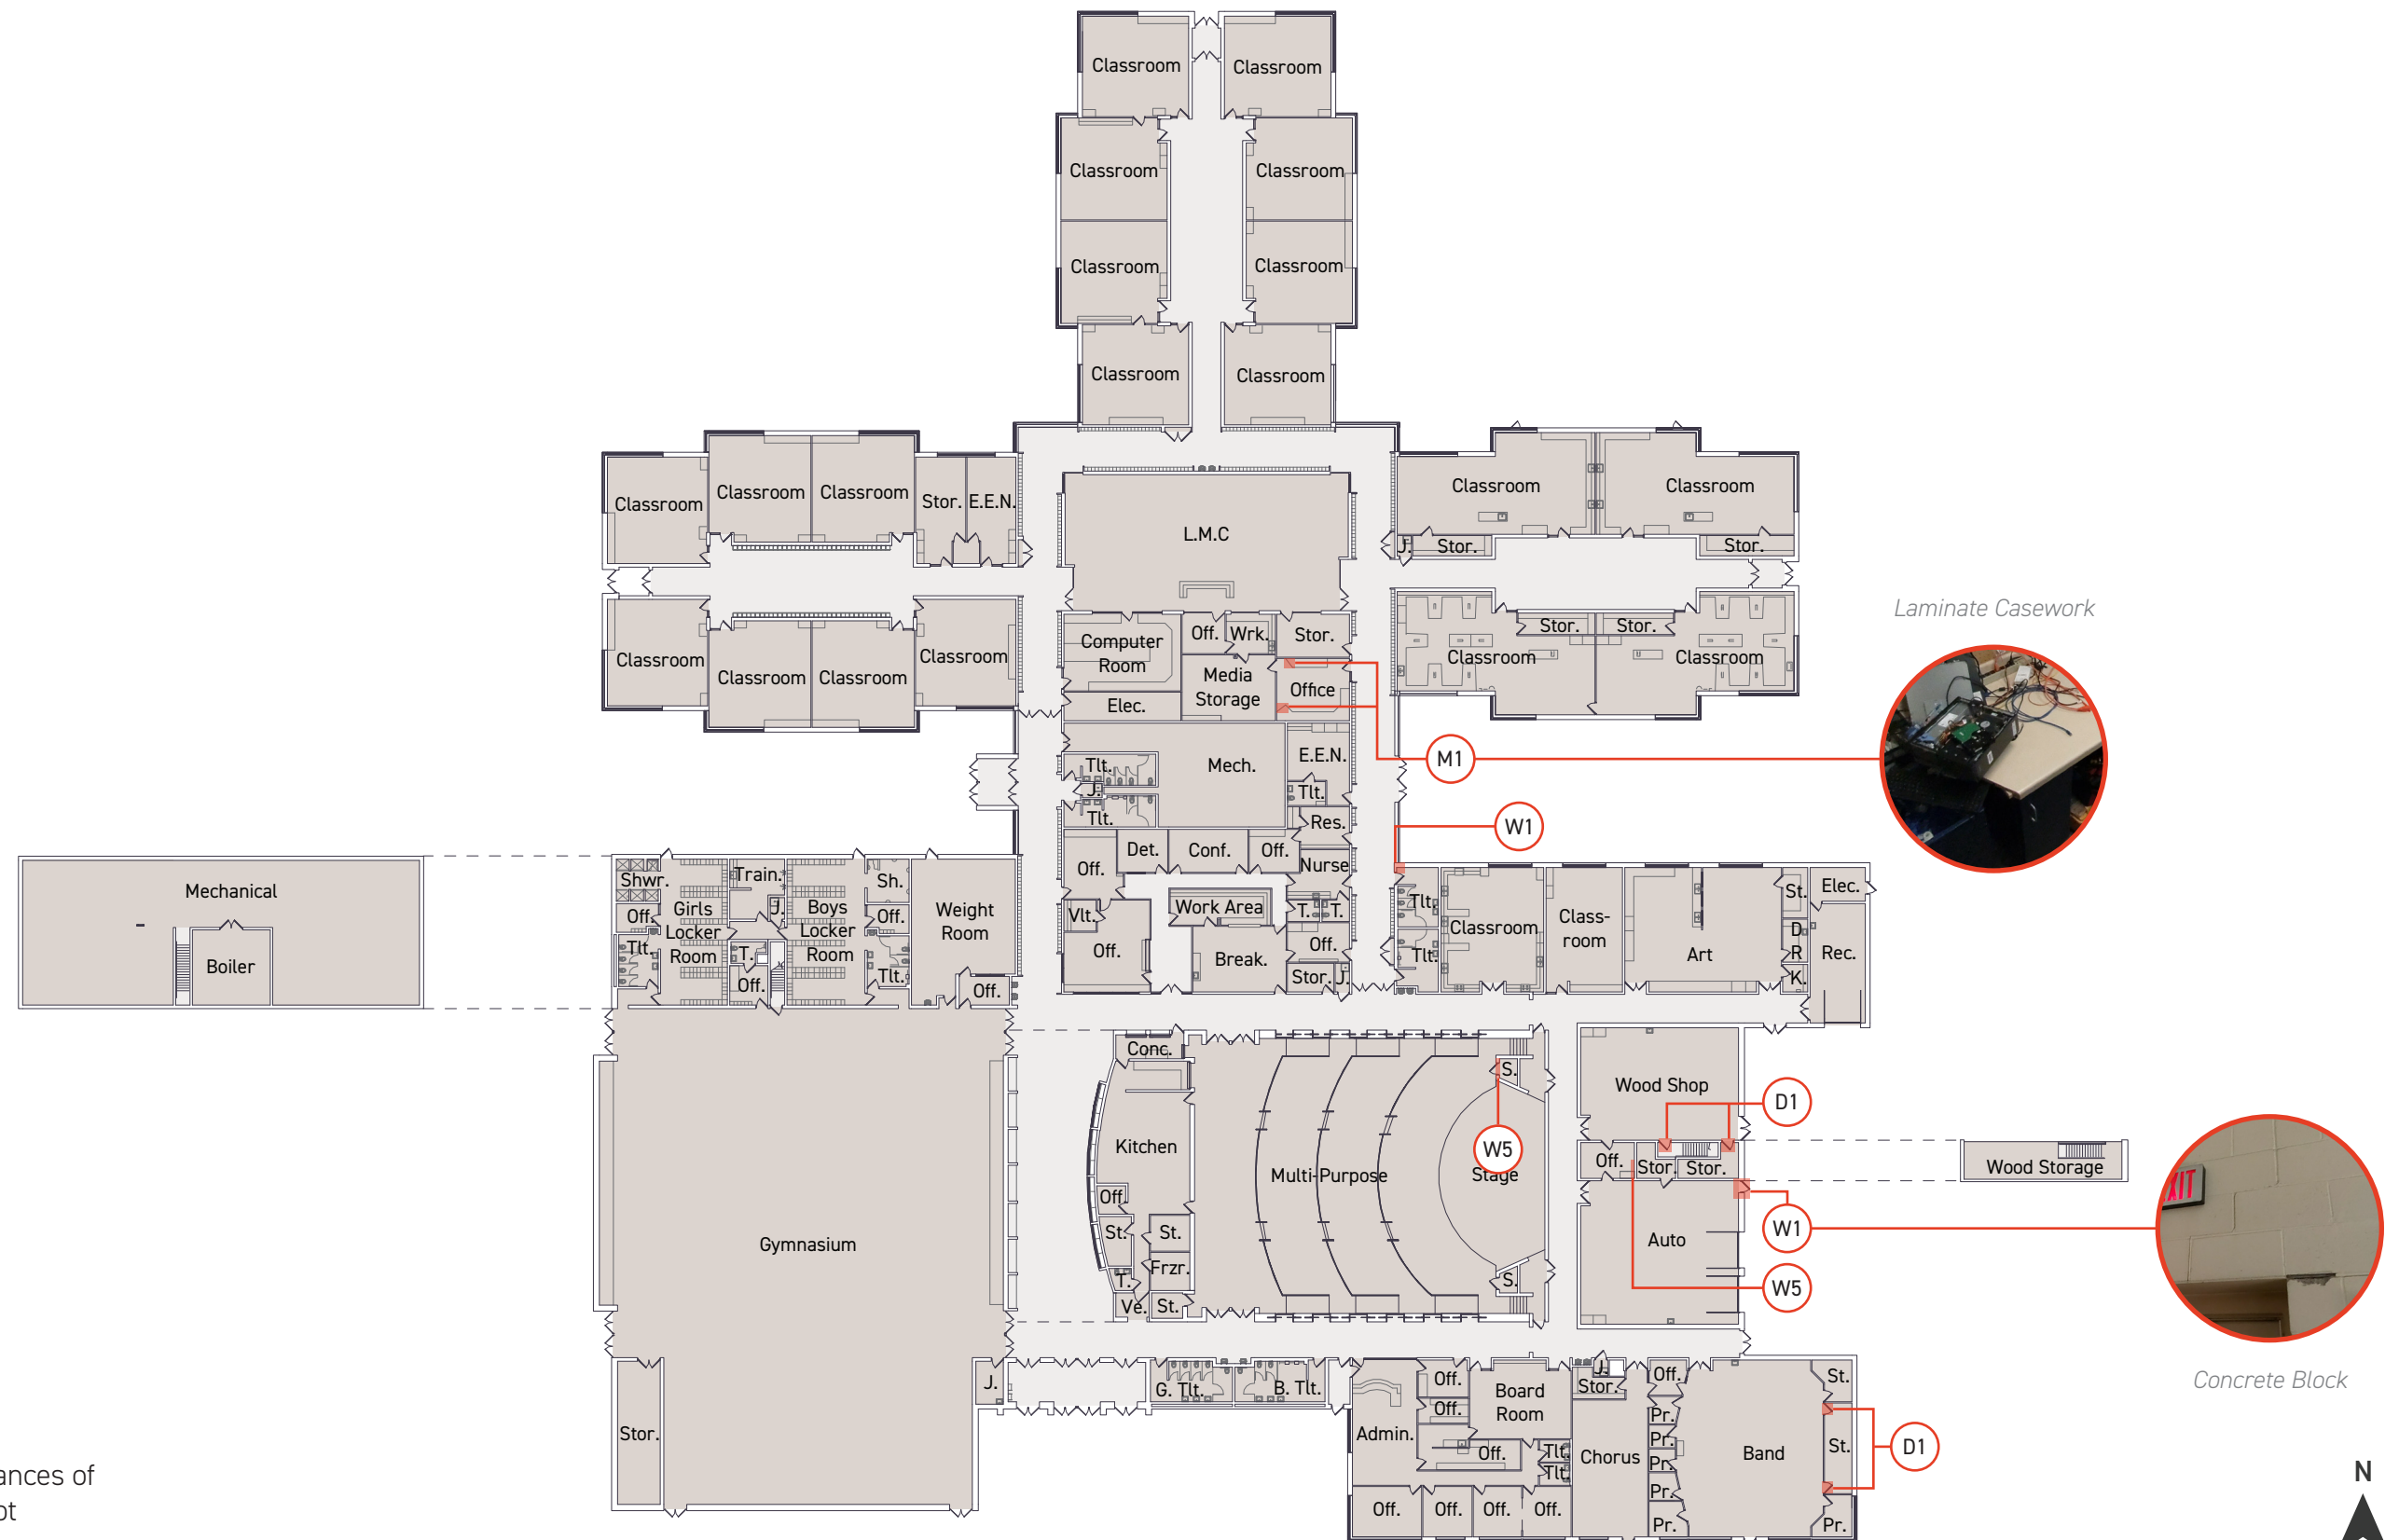 Classroom
Classroom
Classroom
Classroom
Classroom
Classroom
Classroom
Classroom
Classroom
Classroom
Classroom
Stor.
E.E.N.
L.M.C
Classroom
Classroom
J.
Stor.
Stor.
Classroom
Classroom
Classroom
Classroom
Computer
Room
Off.
Wrk.
Stor.
Media
Storage
Office
Elec.
Stor.
Stor.
Classroom
Classroom
Laminate Casework
Mech.
Tlt.
J.
Tlt.
E.E.N.
Tlt.
Res.
M1
W1
Off.
Det.
Conf.
Off.
Nurse
Work Area
T.
T.
Vlt.
Off.
Break.
Off.
Stor.
J.
Mechanical
Boiler
Shwr.
Off.
Tlt.
Girls
Locker
Room
Train.
J.
T.
Off.
Boys
Locker
Room
Sh.
Off.
Tlt.
Weight
Room
Off.
Tlt.
Tlt.
Classroom
Class-
room
Art
St.
D
R
K.
Elec.
Rec.
Conc.
Kitchen
Off.
St.
St.
T.
Frzr.
Ve.
St.
Multi-Purpose
Stage
S.
W5
S.
Wood Shop
D1
Off.
Stor.
Stor.
Wood Storage
Auto
W1
W5
XIT
Concrete Block
Gymnasium
Stor.
J.
G. Tlt.
B. Tlt.
Admin.
Off.
Off.
Off.
Board
Room
Tlt.
Tlt.
Off.
Off.
Off.
Off.
J.
Stor.
Chorus
Off.
Pr.
Pr.
Pr.
Pr.
Pr.
Band
St.
St.
Pr.
D1
ances of
ot
N